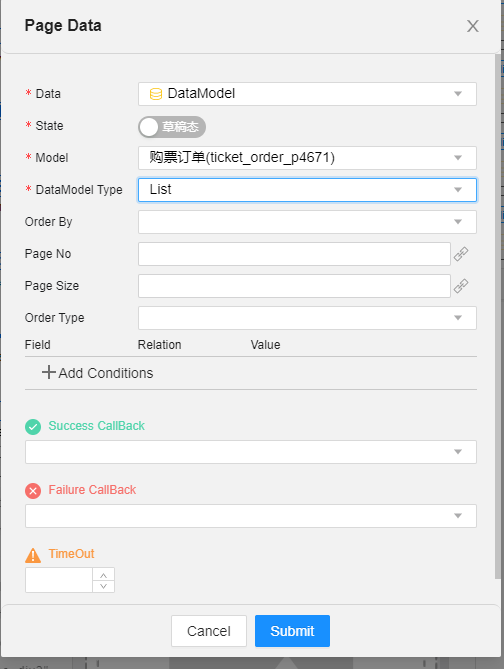 Page Data
* Data DataModel
* State 草稿态
* Model 购票订单(ticket_order_p4671)
* DataModel Type List
Order By
Page No
Page Size
Order Type
Field Relation Value
Add Conditions
Success CallBack
Failure CallBack
TimeOut
Cancel Submit